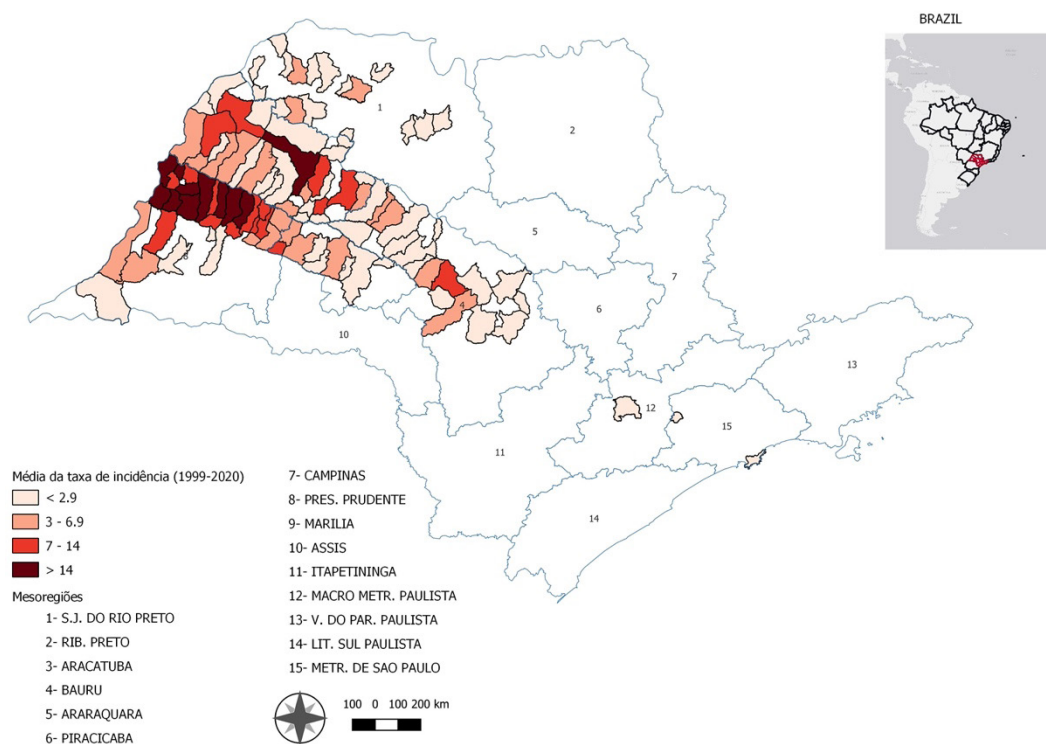 BRAZIL
1
2
5
7
6
9
4
10
13
12
15
11
14
Média da taxa de incidência (1999-2020)
< 2.9
3 - 6.9
7 - 14
> 14
Mesoregiões
1- S.J. DO RIO PRETO
2- RIB. PRETO
3- ARACATUBA
4- BAURU
5- ARARAQUARA
6- PIRACICABA
7- CAMPINAS
8- PRES. PRUDENTE
9- MARILIA
10- ASSIS
11- ITAPETININGA
12- MACRO METR. PAULISTA
13- V. DO PAR. PAULISTA
14- LIT. SUL PAULISTA
15- METR. DE SAO PAULO
100 0 100 200 km